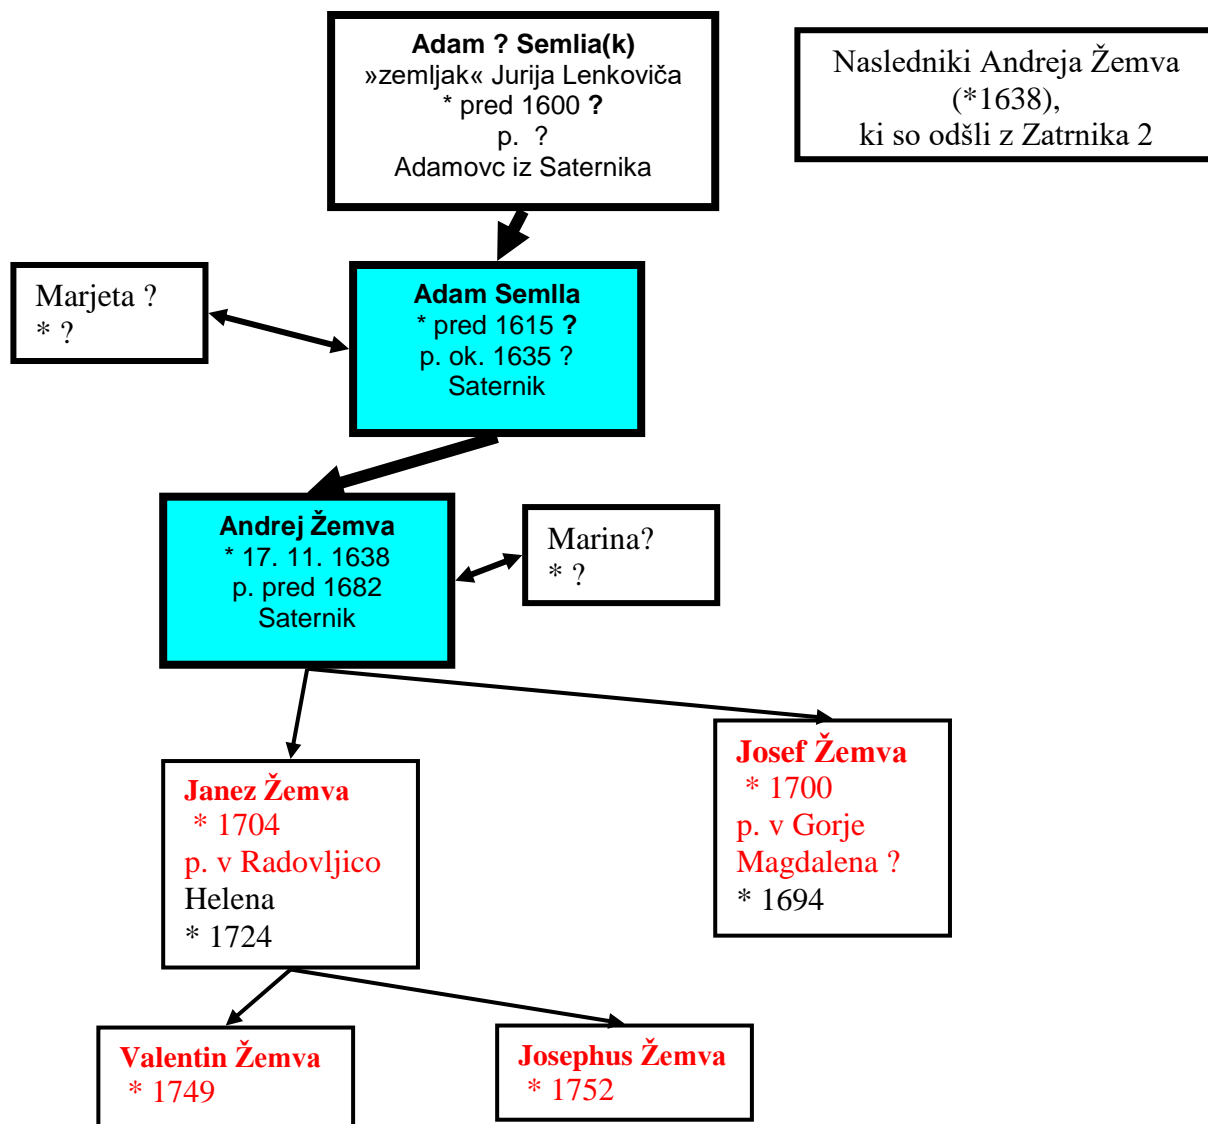 Adam ? Semlia(k)
»zemljak« Jurija Lenkoviča
* pred 1600 ?
p. ?
Adamovc iz Saternika
Nasledniki Andreja Žemva
(*1638),
ki so odšli z Zatrnika 2
Marjeta ?
* ?
Adam Semlla
* pred 1615 ?
p. ok. 1635 ?
Saternik
Andrej Žemva
* 17. 11. 1638
p. pred 1682
Saternik
Marina?
* ?
Janez Žemva
* 1704
p. v Radovljico
Helena
* 1724
Josef Žemva
* 1700
p. v Gorje
Magdalena ?
* 1694
Valentin Žemva
* 1749
Josephus Žemva
* 1752